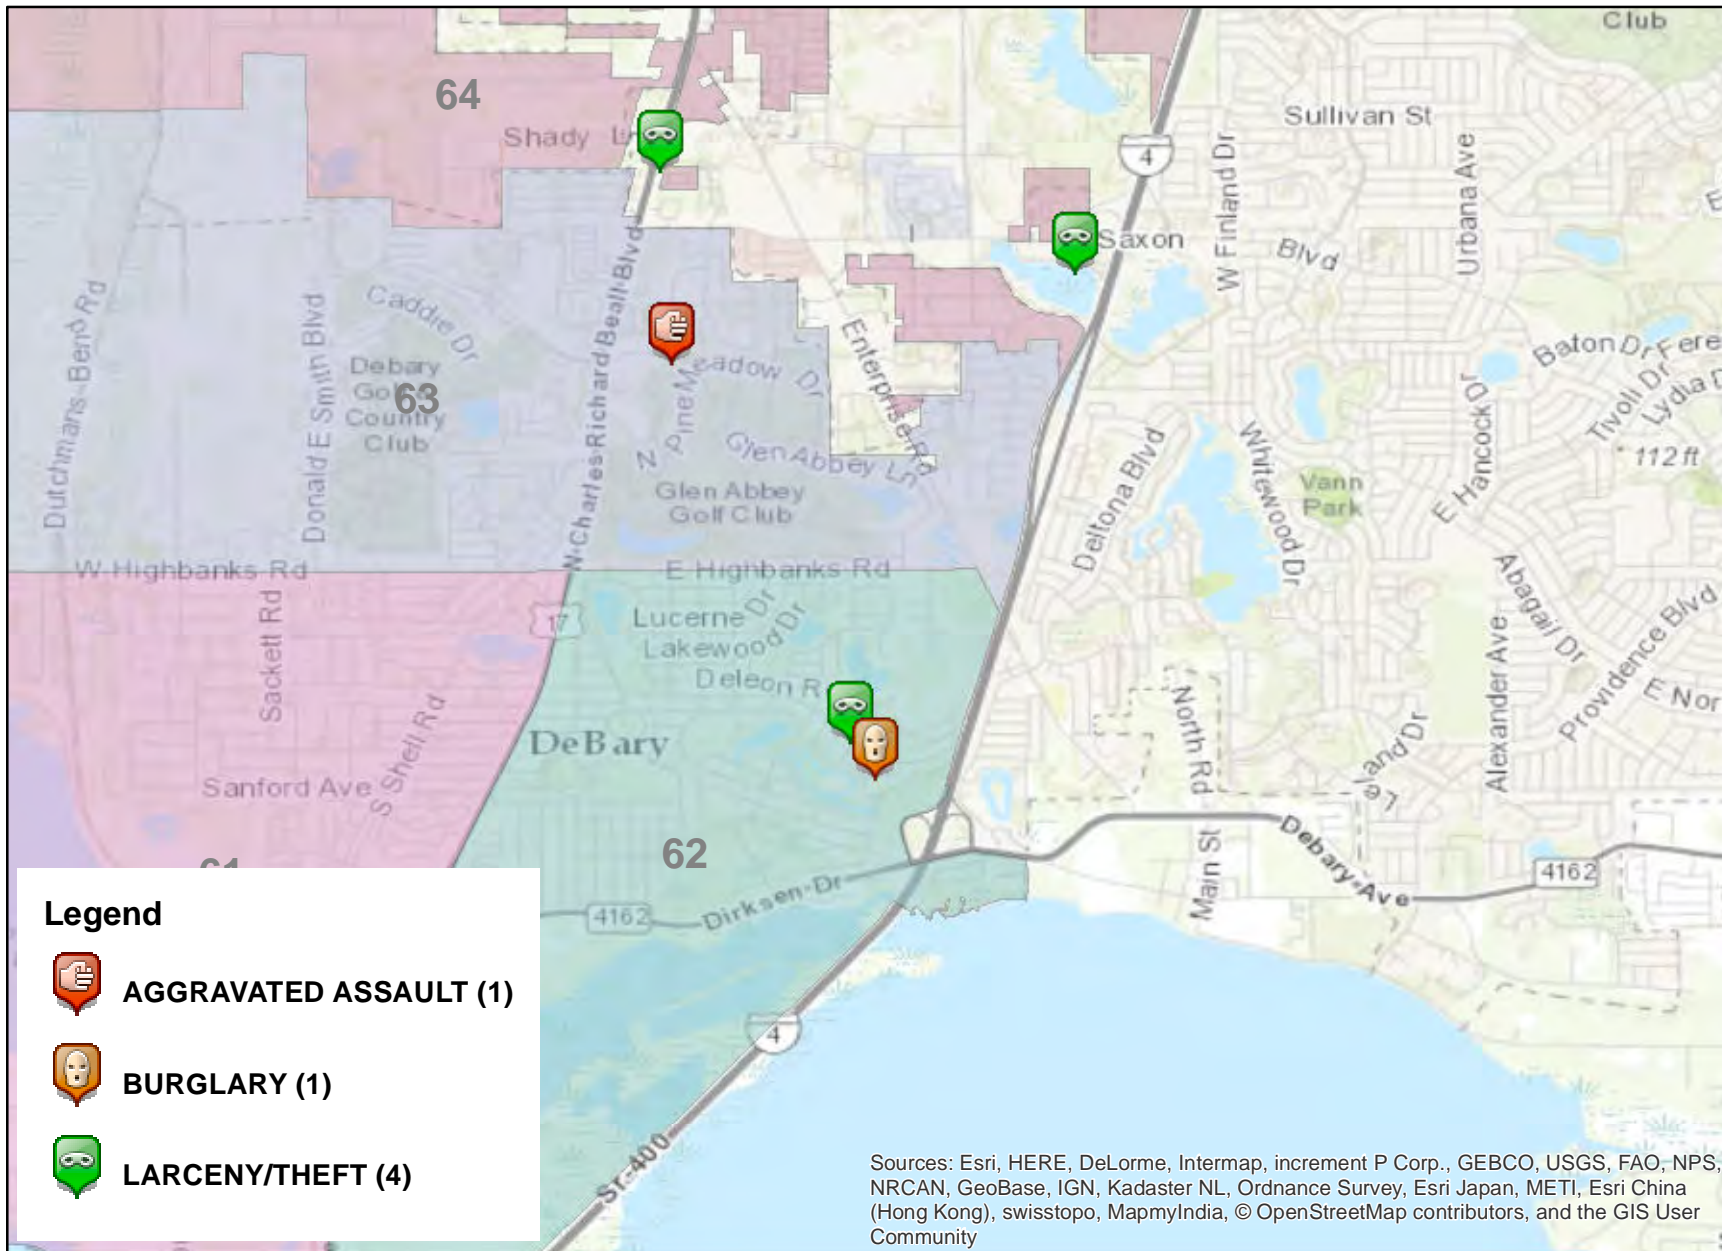 Club
64
Sullivan St
Shady
4
W Finland Dr
Urbana Ave
Saxon
Blvd
Caddie Dr
Dutchmans Bend Rd
Donald E Smith Blvd
N Charles Richard Beall Blvd
Debary
Golf
63
Country
Club
N Pine Meadow Dr
Enterprise Rd
Glen Abbey Ln
Glen Abbey
Golf Club
Baton Dr
Tivoli Dr
Lydia
E Hancock Dr
112 ft
Deltona Blvd
Whitewood Dr
Vann
Park
W Highbanks Rd
E Highbanks Rd
Abagail Dr
Sackett Rd
17
Lucerne Dr
Lakewood Dr
Deleon R
Alexander Ave
Providence Blvd
E Nor
S Shell Rd
DeBary
North Rd
Leland Dr
Sanford Ave
61
62
Main St
Debary Ave
4162
4162
Dirksen Dr
4
Sr 400
Legend
AGGRAVATED ASSAULT (1)
BURGLARY (1)
LARCENY/THEFT (4)
Sources: Esri, HERE, DeLorme, Intermap, increment P Corp., GEBCO, USGS, FAO, NPS,
NRCAN, GeoBase, IGN, Kadaster NL, Ordnance Survey, Esri Japan, METI, Esri China
(Hong Kong), swisstopo, MapmyIndia, © OpenStreetMap contributors, and the GIS User
Community